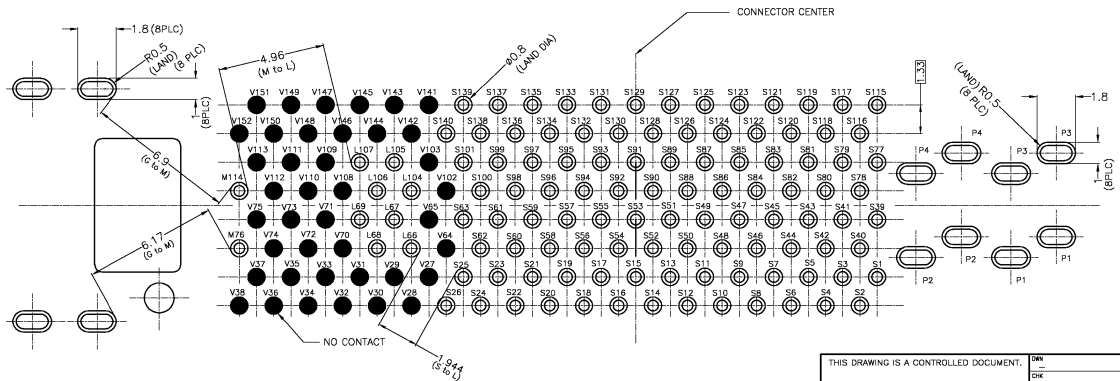 CONNECTOR CENTER
1.8 (8PLC)
R0.5
(LAND)
(8 PLC)
4.96
(M to L)
Ø0.8
(LAND DIA)
1.33
(LAND) R0.5
(8 PLC)
1.8
1
(8PLC)
1
(8PLC)
V151 V149 V147 V145 V143 V141 S139 S137 S135 S133 S131 S129 S127 S125 S123 S121 S119 S117 S115
V152 V150 V148 V146 V144 V142 S140 S138 S136 S134 S132 S130 S128 S126 S124 S122 S120 S118 S116
P4 P3
V113 V111 V109 L107 L105 V103 S101 S99 S97 S95 S93 S91 S89 S87 S85 S83 S81 S79 S77
P4 P3
6.9
(G to M)
M114 V112 V110 V108 L106 L104 V102 S100 S98 S96 S94 S92 S90 S88 S86 S84 S82 S80 S78
V75 V73 V71 L69 L67 V65 S63 S61 S59 S57 S55 S53 S51 S49 S47 S45 S43 S41 S39
6.17
(G to M)
M76 V74 V72 V70 L68 L66 V64 S62 S60 S58 S56 S54 S52 S50 S48 S46 S44 S42 S40
P2 P1
V37 V35 V33 V31 V29 V27 S25 S23 S21 S19 S17 S15 S13 S11 S9 S7 S5 S3 S1
P2 P1
V38 V36 V34 V32 V30 V28 S26 S24 S22 S20 S18 S16 S14 S12 S10 S8 S6 S4 S2
NO CONTACT
1.944
(S to L)
THIS DRAWING IS A CONTROLLED DOCUMENT.
DWN
–
CHK